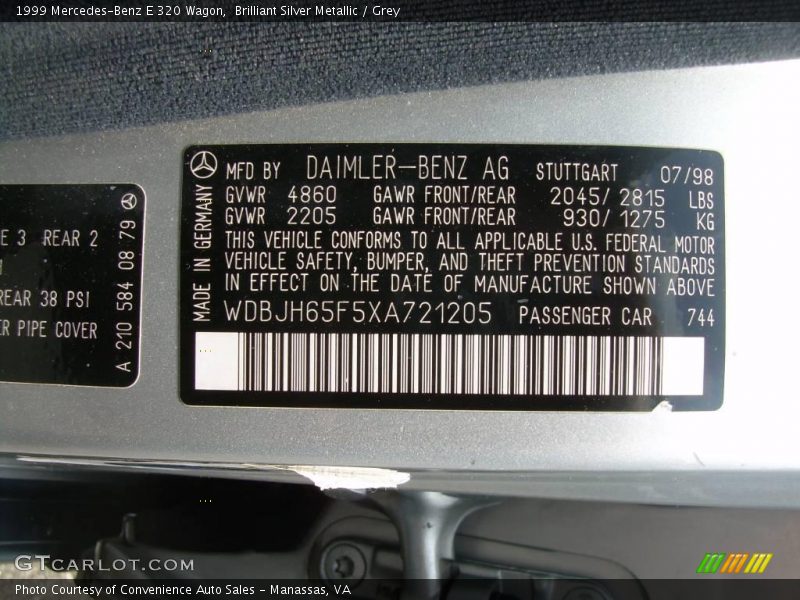 1999 Mercedes-Benz E 320 Wagon, Brilliant Silver Metallic / Grey
E 3 REAR 2
REAR 38 PSI
PIPE COVER
A 210 584 08 79
MADE IN GERMANY
MFD BY DAIMLER-BENZ AG STUTTGART 07/98
GVWR 4860 GAWR FRONT/REAR 2045/ 2815 LBS
GVWR 2205 GAWR FRONT/REAR 930/ 1275 KG
THIS VEHICLE CONFORMS TO ALL APPLICABLE U.S. FEDERAL MOTOR
VEHICLE SAFETY, BUMPER, AND THEFT PREVENTION STANDARDS
IN EFFECT ON THE DATE OF MANUFACTURE SHOWN ABOVE
WDBJH65F5XA721205 PASSENGER CAR 744
GTCARLOT.COM
Photo Courtesy of Convenience Auto Sales - Manassas, VA